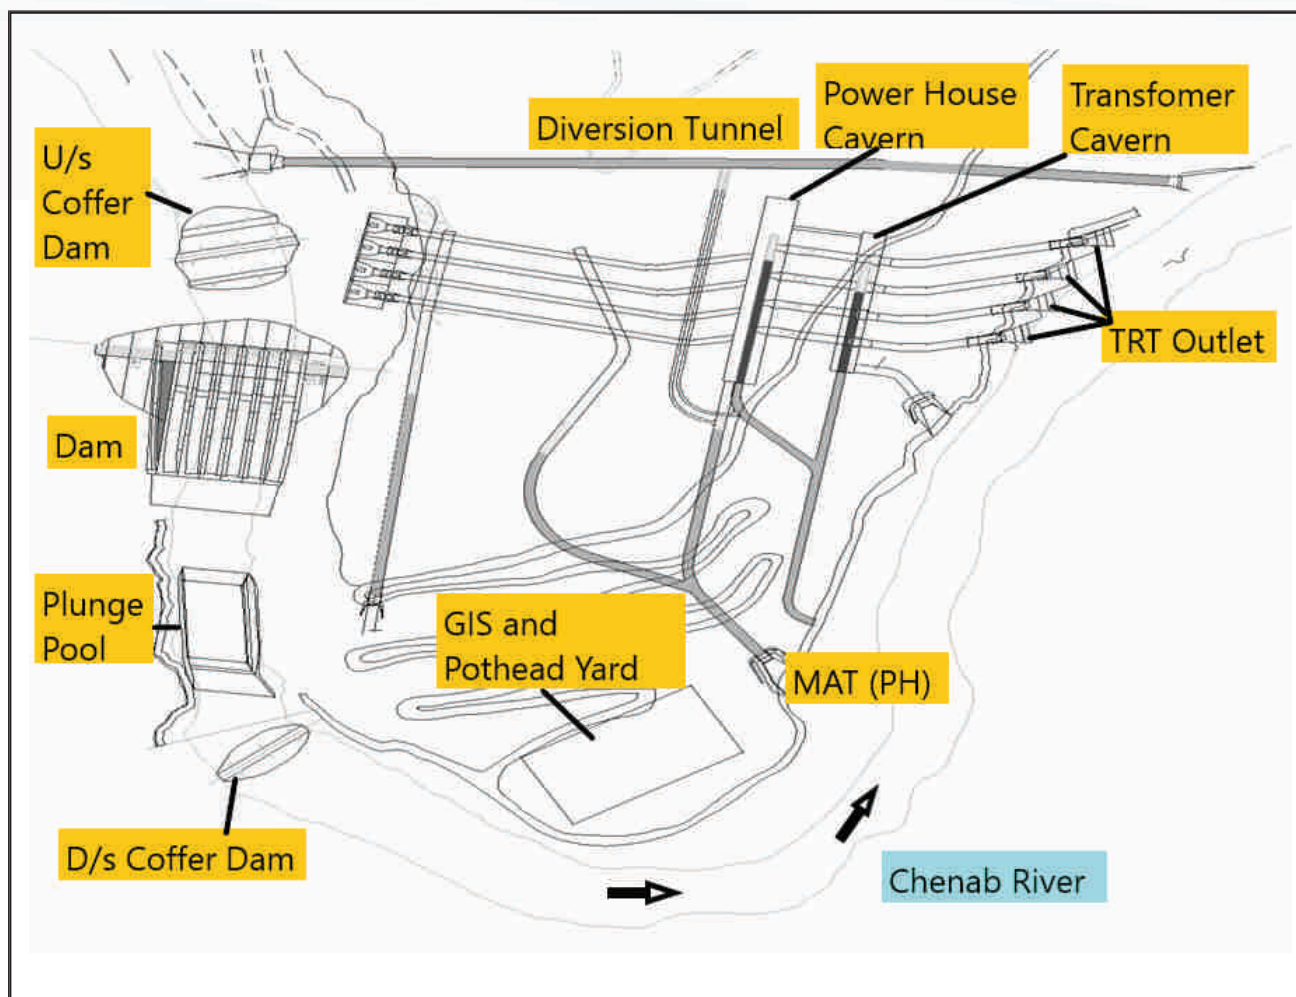 Power House
Cavern
Transfomer
Cavern
Diversion Tunnel
U/s
Coffer
Dam
TRT Outlet
Dam
Plunge
Pool
GIS and
Pothead Yard
MAT (PH)
D/s Coffer Dam
Chenab River